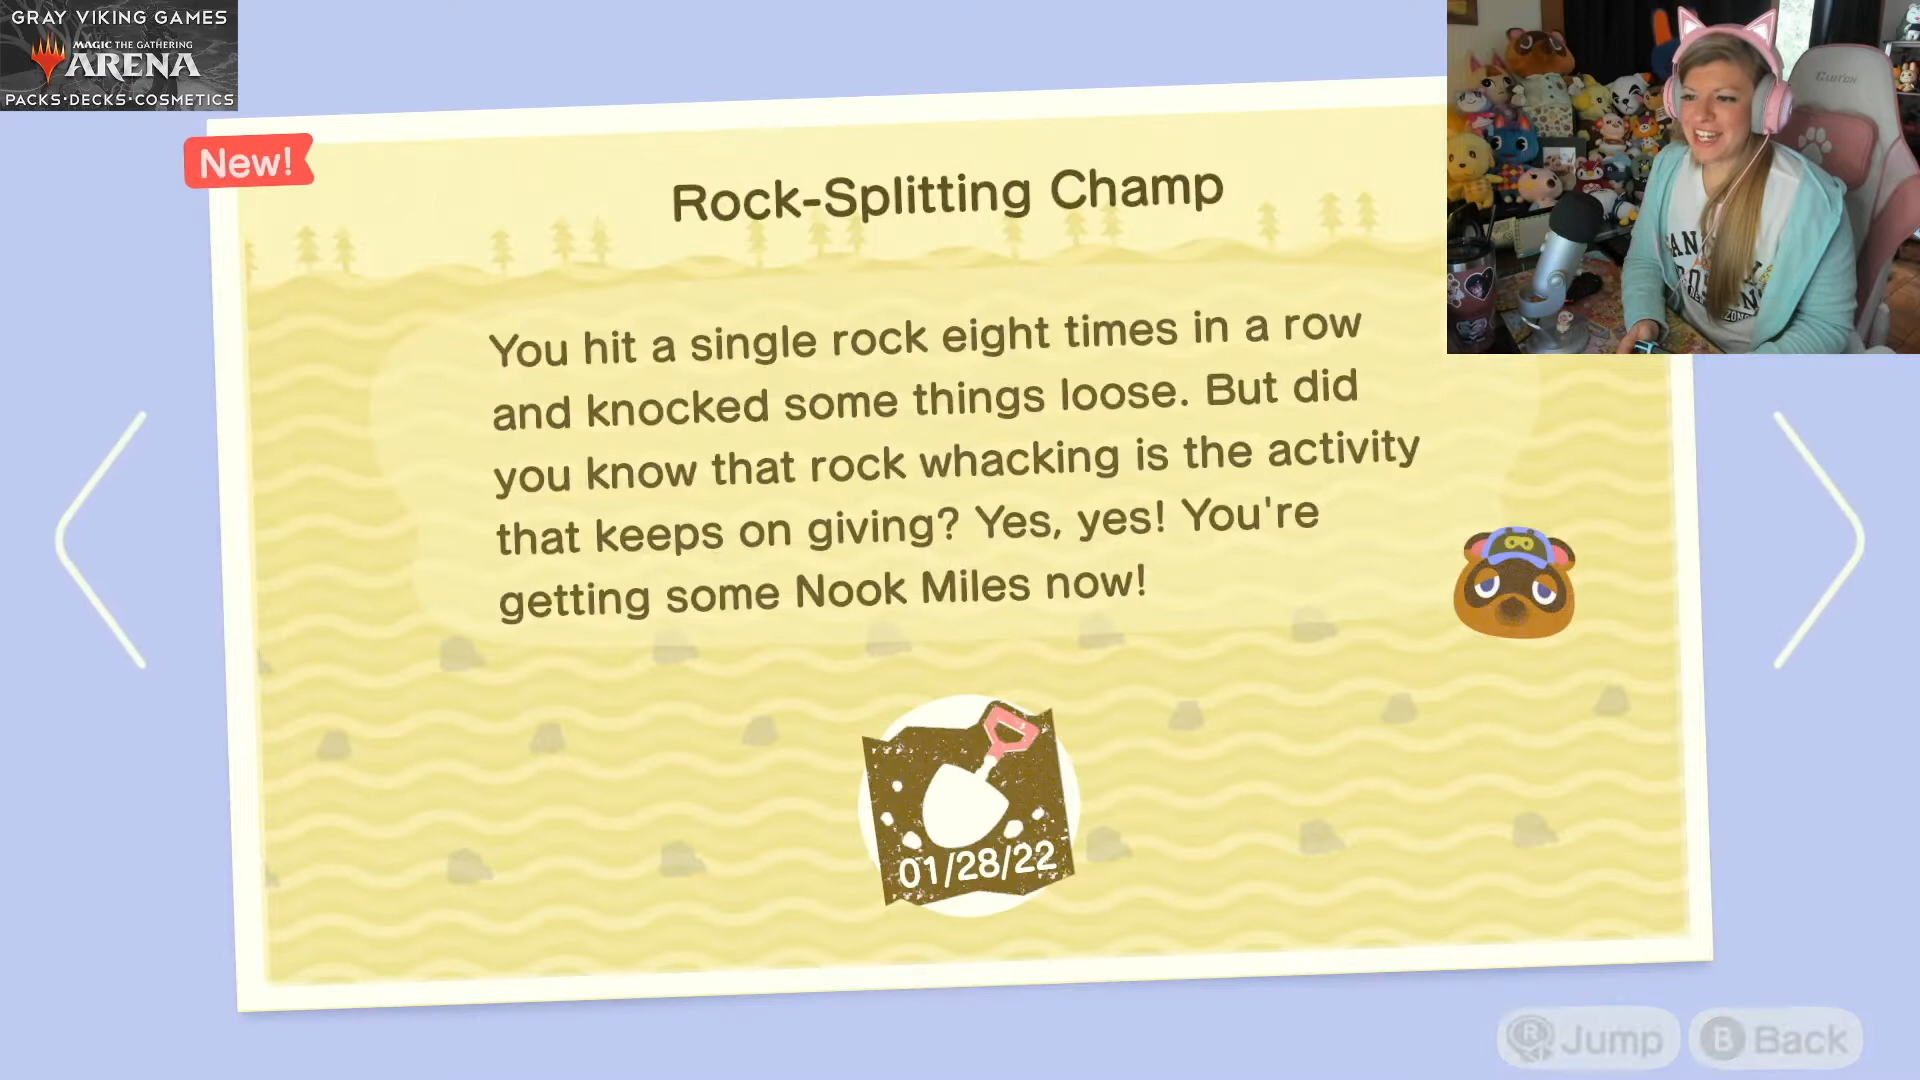 GRAY VIKING GAMES
MAGIC THE GATHERING
ARENA
PACKS·DECKS·COSMETICS
New!
Rock-Splitting Champ
You hit a single rock eight times in a row
and knocked some things loose. But did
you know that rock whacking is the activity
that keeps on giving? Yes, yes! You're
getting some Nook Miles now!
01/28/22
R Jump
B Back